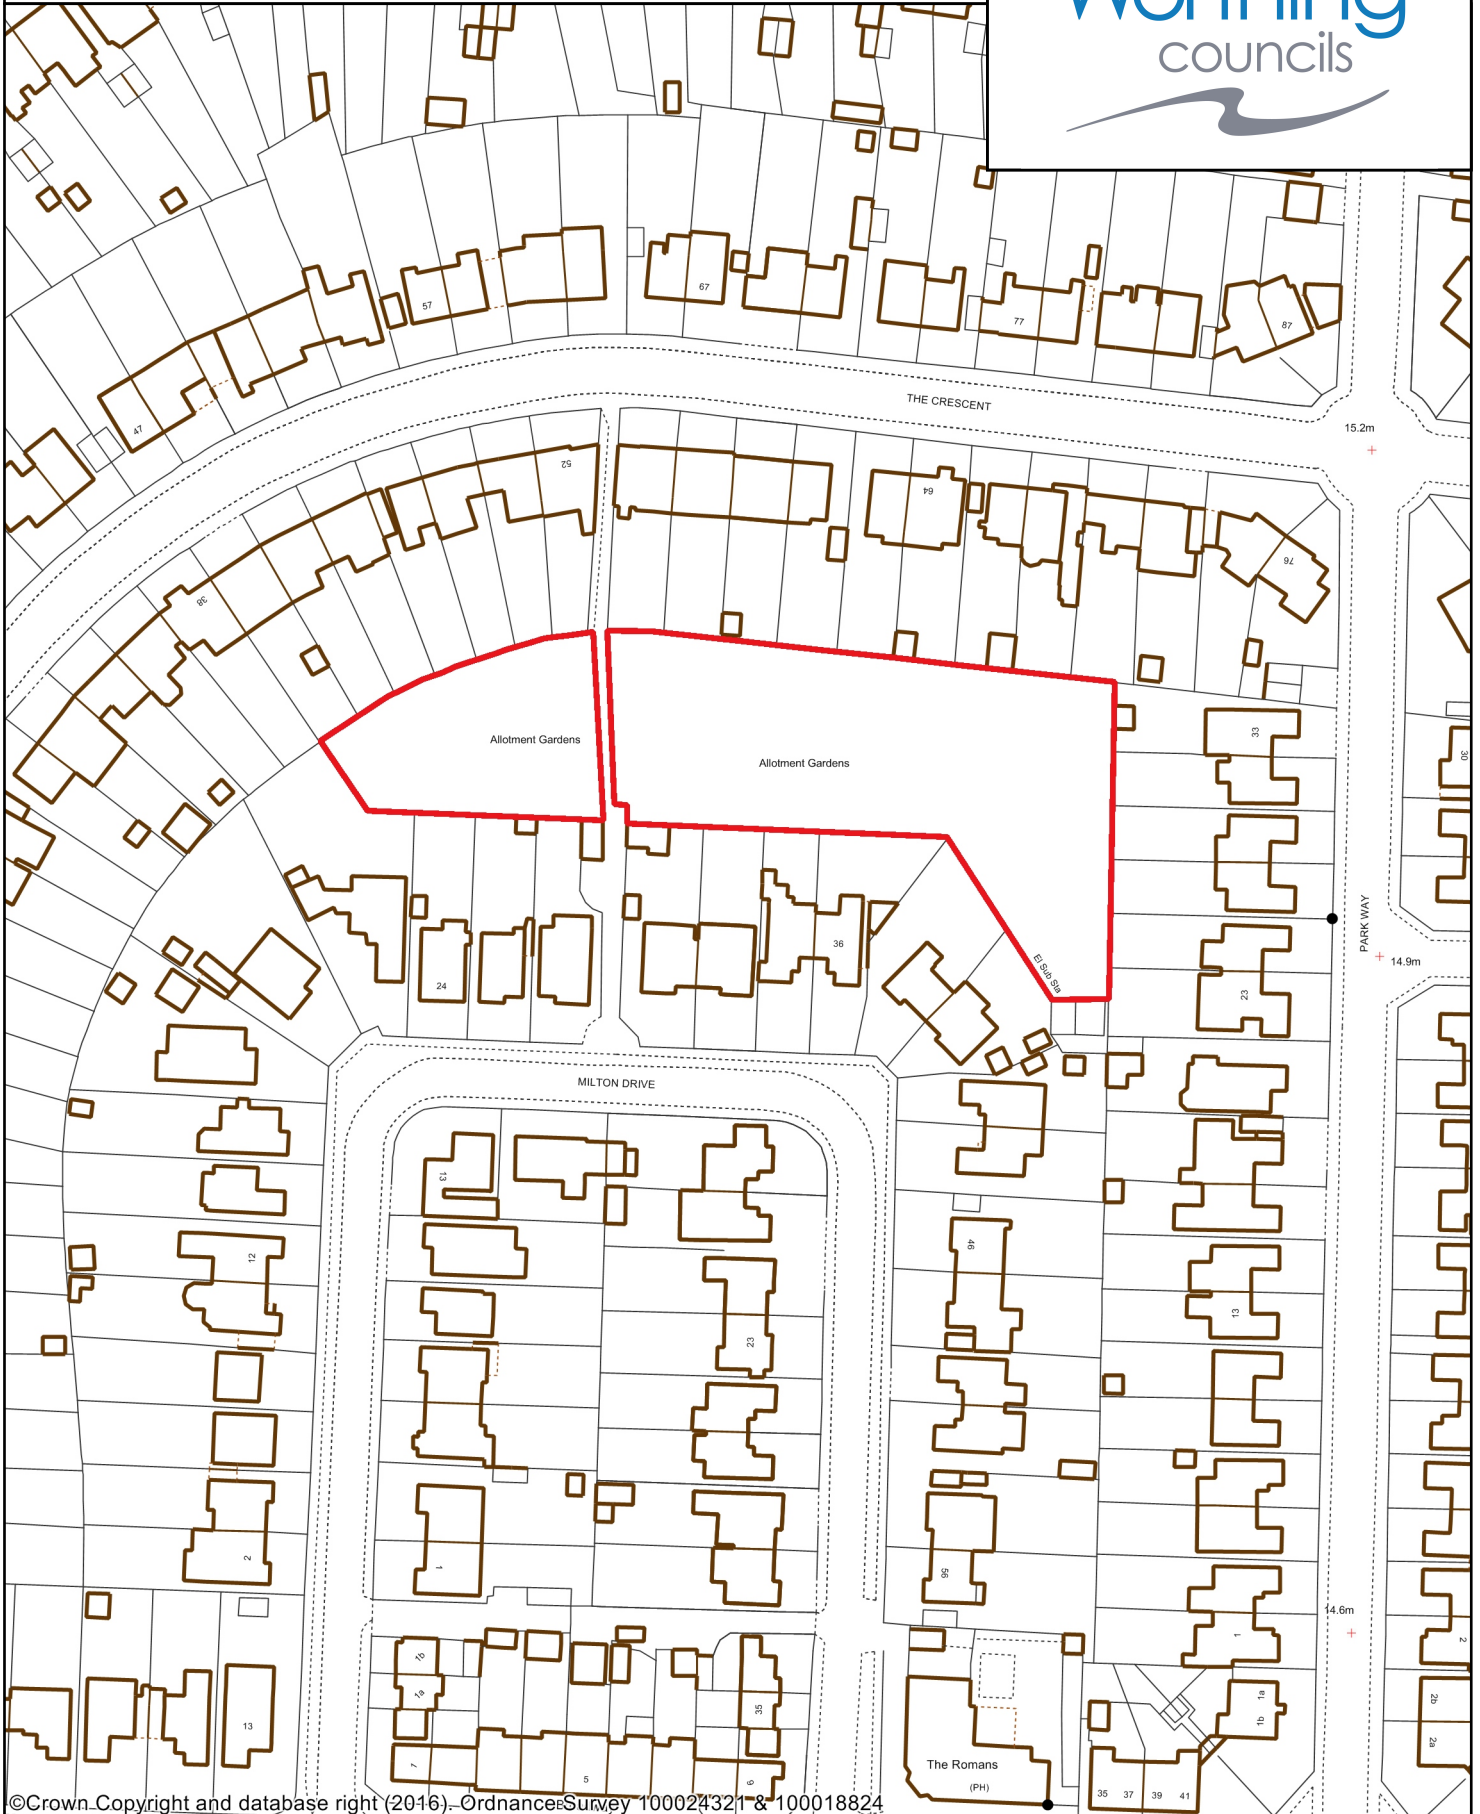 Worthing
councils
57
67
77
87
47
THE CRESCENT
15.2m
52
64
76
38
Allotment Gardens
Allotment Gardens
33
30
PARK WAY
36
El Sub Sta
14.9m
24
23
MILTON DRIVE
13
12
46
13
23
1
2
56
14.6m
1
2
1b
1a
35
13
1a
1b
2b
2a
The Romans
(PH)
7
5
9
35
37
39
41
©Crown Copyright and database right (2016). Ordnance Survey 100024321 & 100018824